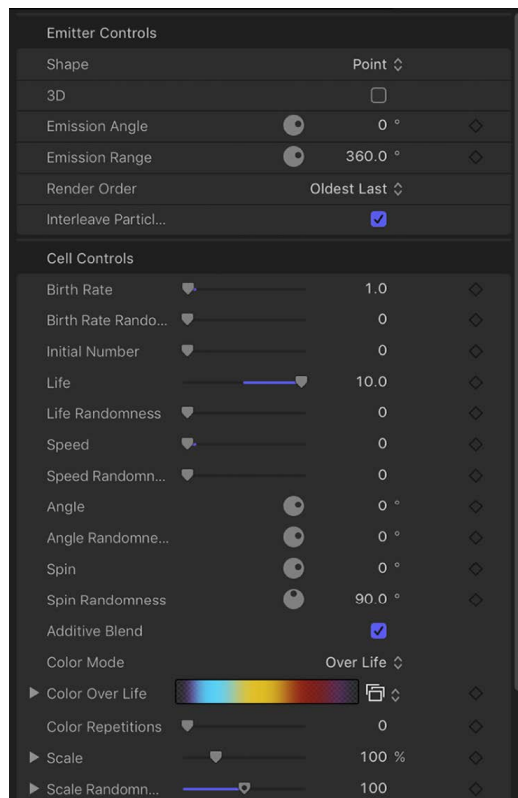 Emitter Controls
Shape Point
3D
Emission Angle 0 °
Emission Range 360.0 °
Render Order Oldest Last
Interleave Particl...
Cell Controls
Birth Rate 1.0
Birth Rate Rando... 0
Initial Number 0
Life 10.0
Life Randomness 0
Speed 0
Speed Randomn... 0
Angle 0 °
Angle Randomne... 0 °
Spin 0 °
Spin Randomness 90.0 °
Additive Blend
Color Mode Over Life
Color Over Life
Color Repetitions 0
Scale 100 %
Scale Randomn... 100